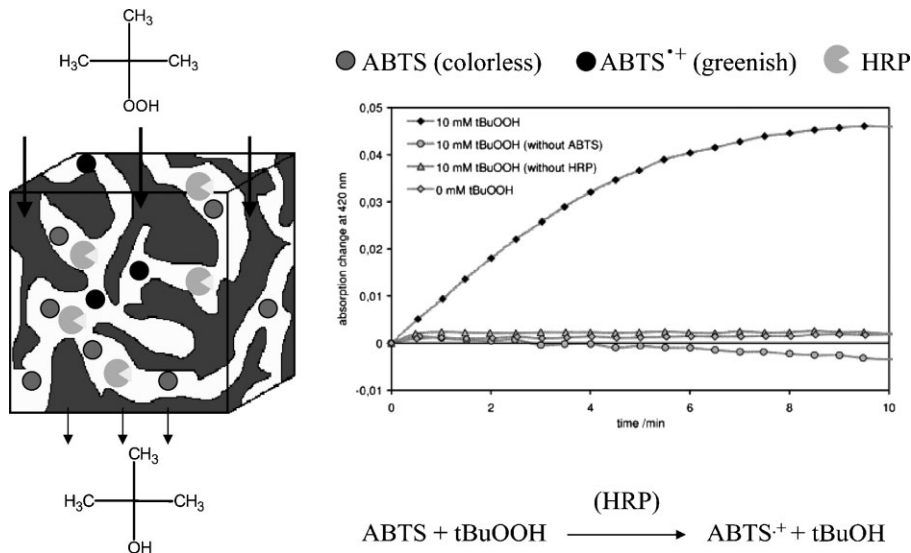 CH₃
H₃C
CH₃
OOH
ABTS (colorless)
ABTS•+ (greenish)
HRP
0,05
0,04
0,03
0,02
0,01
0
-0,01
absorption change at 420 nm
10 mM tBuOOH
10 mM tBuOOH (without ABTS)
10 mM tBuOOH (without HRP)
0 mM tBuOOH
0
2
4
6
8
10
time /min
CH₃
H₃C
CH₃
OH
(HRP)
ABTS + tBuOOH → ABTS·+ + tBuOH